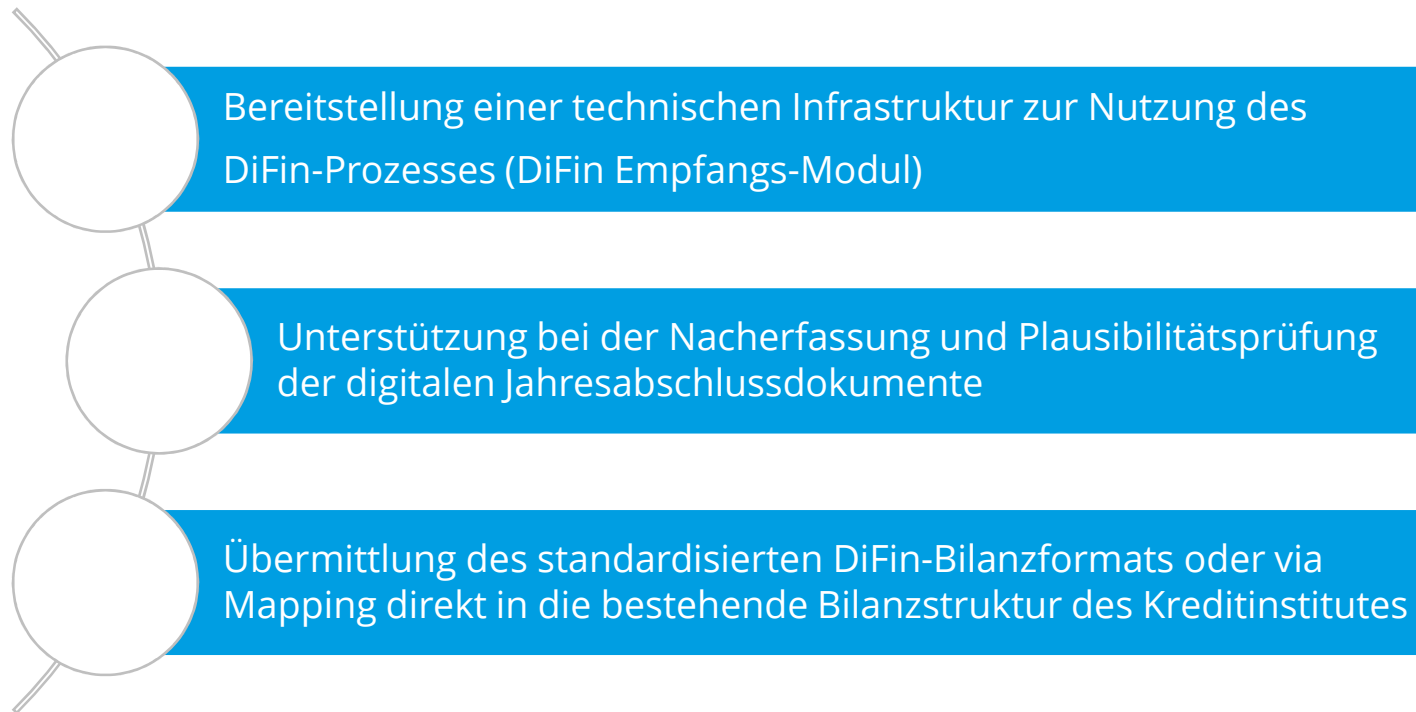 Bereitstellung einer technischen Infrastruktur zur Nutzung des
DiFin-Prozesses (DiFin Empfangs-Modul)
Unterstützung bei der Nacherfassung und Plausibilitätsprüfung
der digitalen Jahresabschlussdokumente
Übermittlung des standardisierten DiFin-Bilanzformats oder via
Mapping direkt in die bestehende Bilanzstruktur des Kreditinstitutes